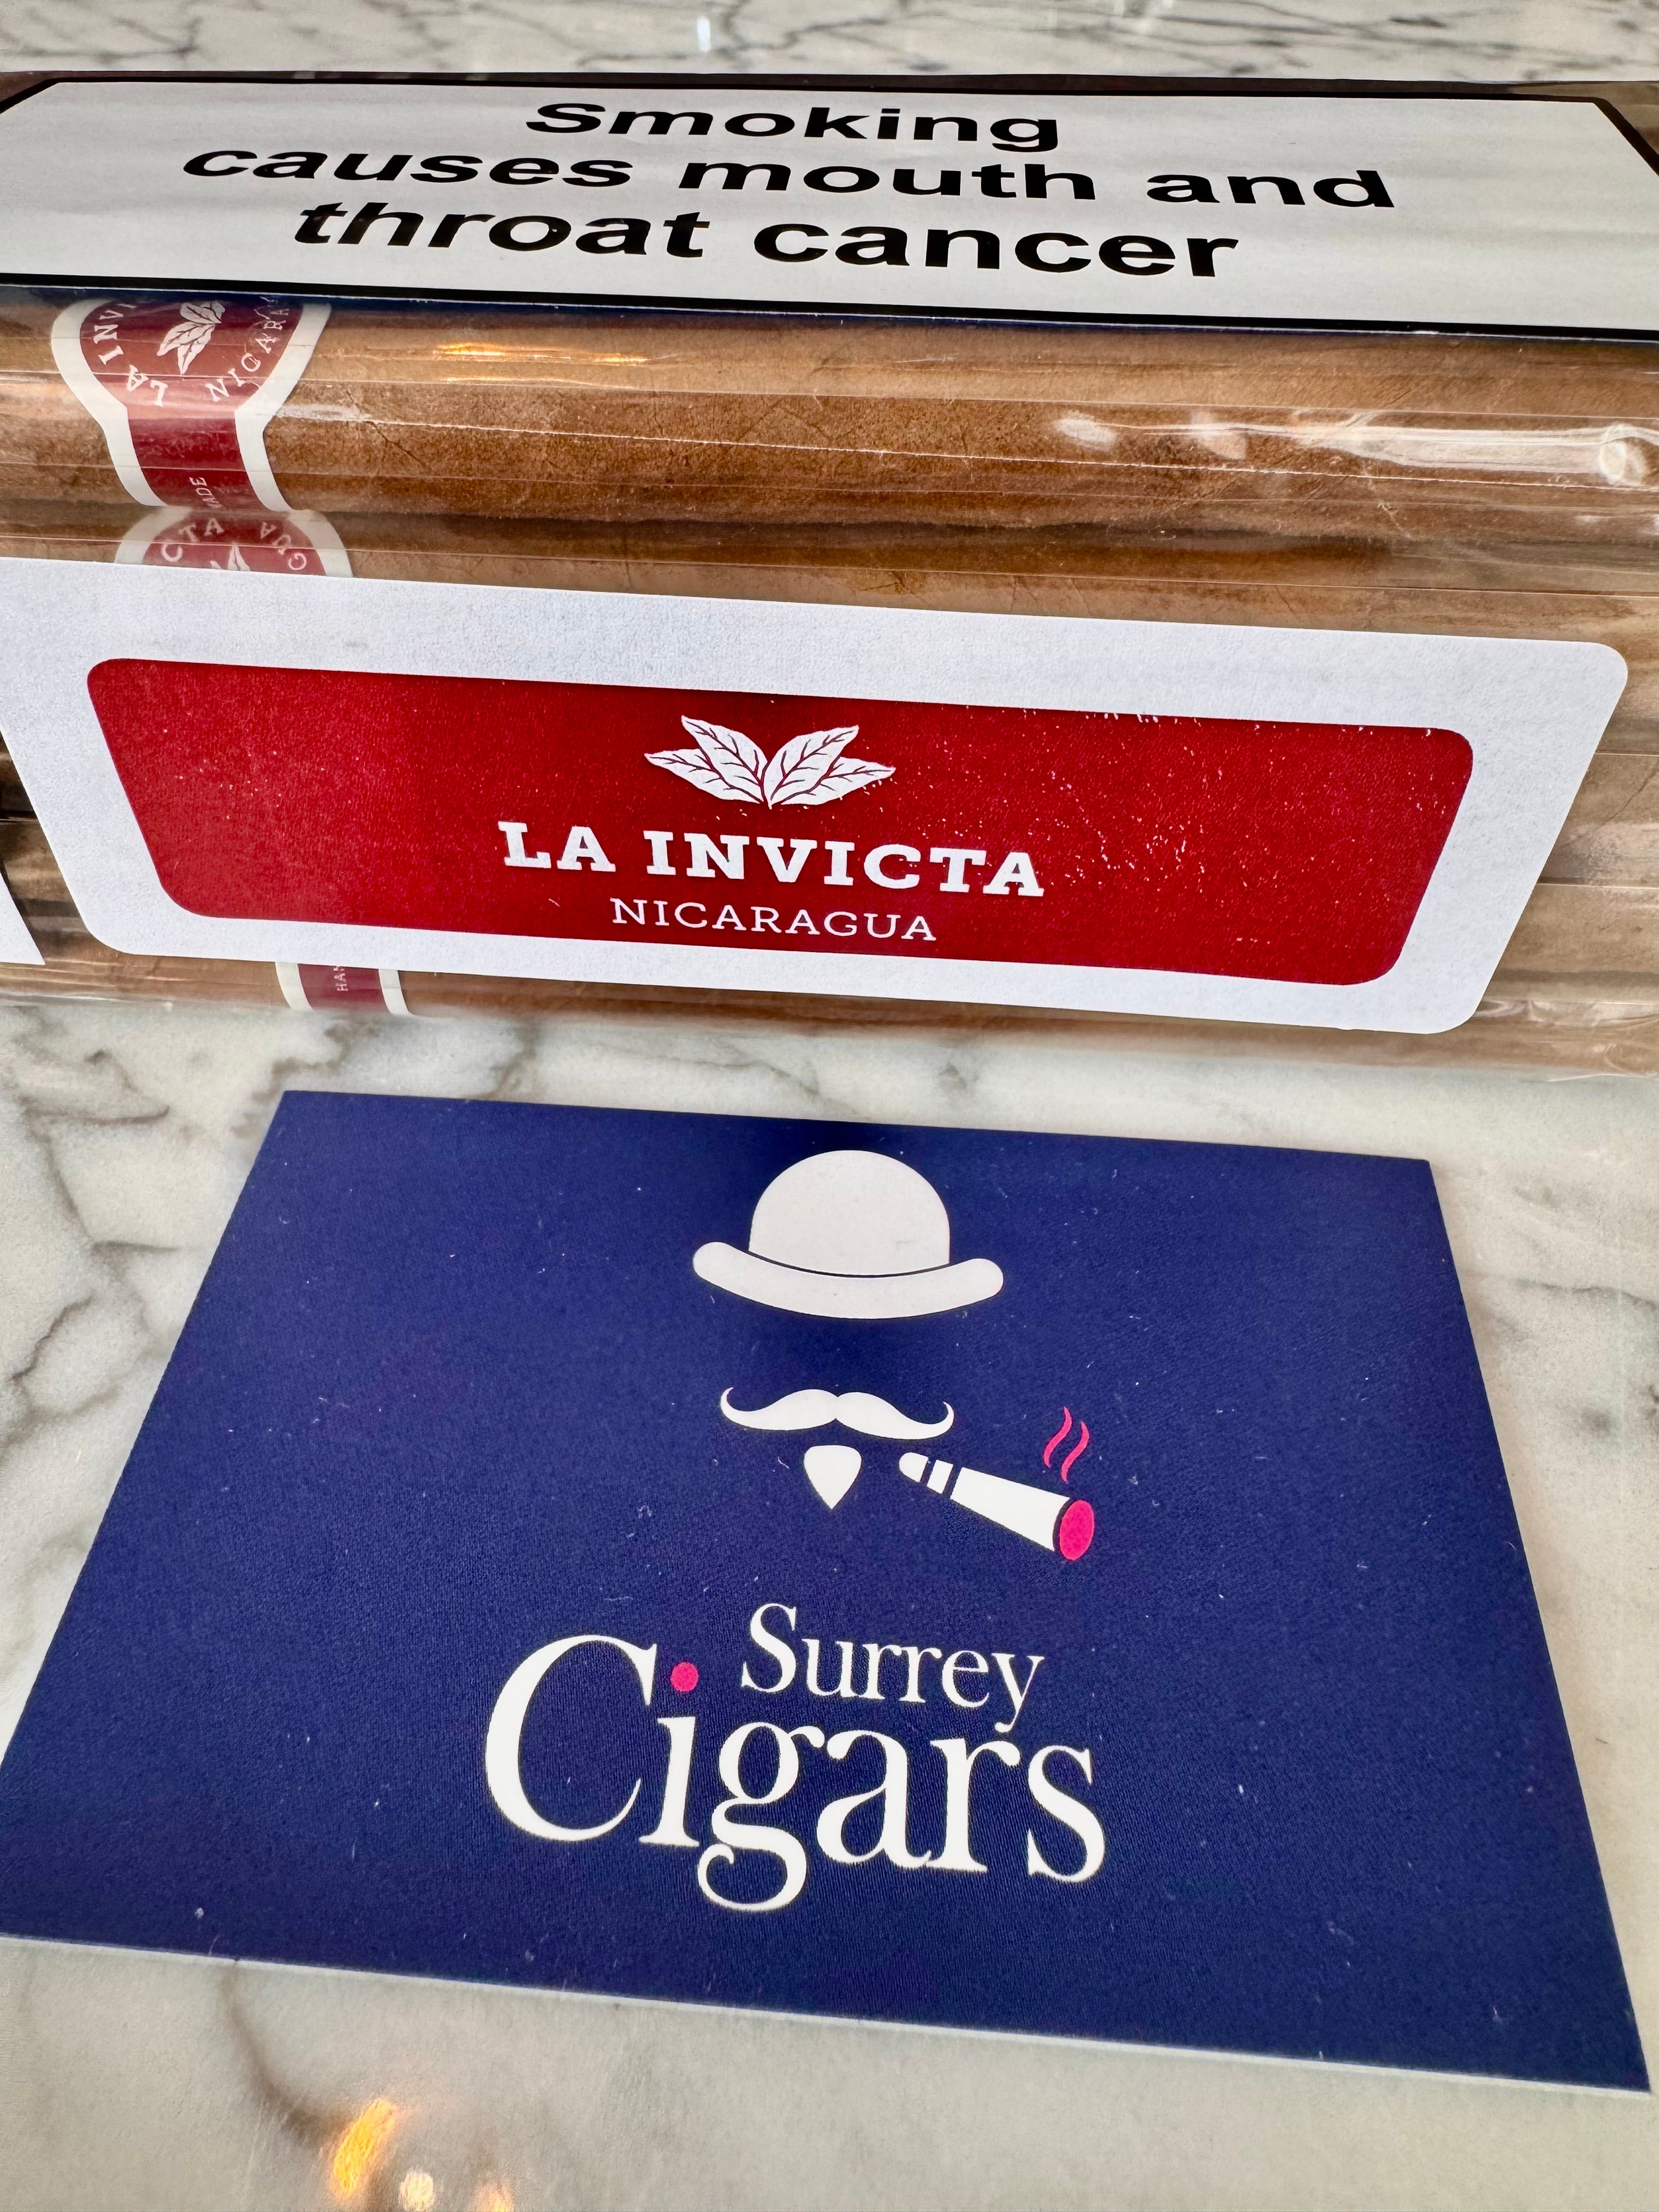 Smoking
causes mouth and
throat cancer
LA INVICTA
NICARAGUA
Surrey
Cigars